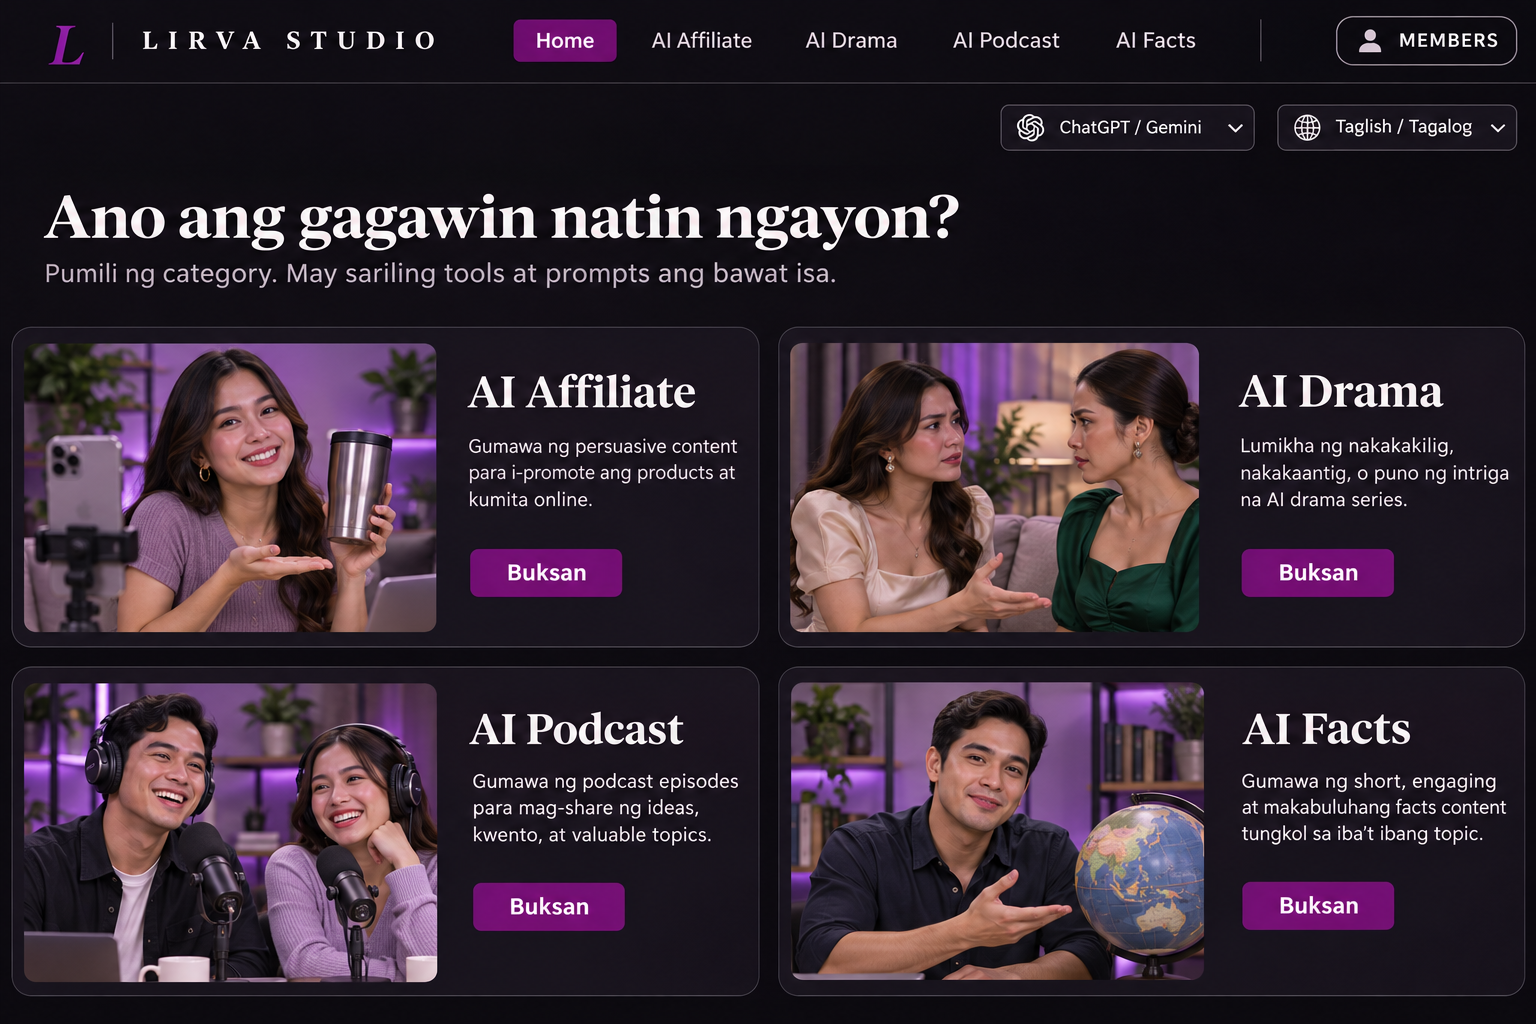 L
LIRVA STUDIO
Home
AI Affiliate
AI Drama
AI Podcast
AI Facts
MEMBERS
ChatGPT / Gemini
Taglish / Tagalog
Ano ang gagawin natin ngayon?
Pumili ng category. May sariling tools at prompts ang bawat isa.
AI Affiliate
Gumawa ng persuasive content
para i-promote ang products at
kumita online.
Buksan
AI Drama
Lumikha ng nakakakilig,
nakakaantig, o puno ng intriga
na AI drama series.
Buksan
AI Podcast
Gumawa ng podcast episodes
para mag-share ng ideas,
kwento, at valuable topics.
Buksan
AI Facts
Gumawa ng short, engaging
at makabuluhang facts content
tungkol sa iba't ibang topic.
Buksan